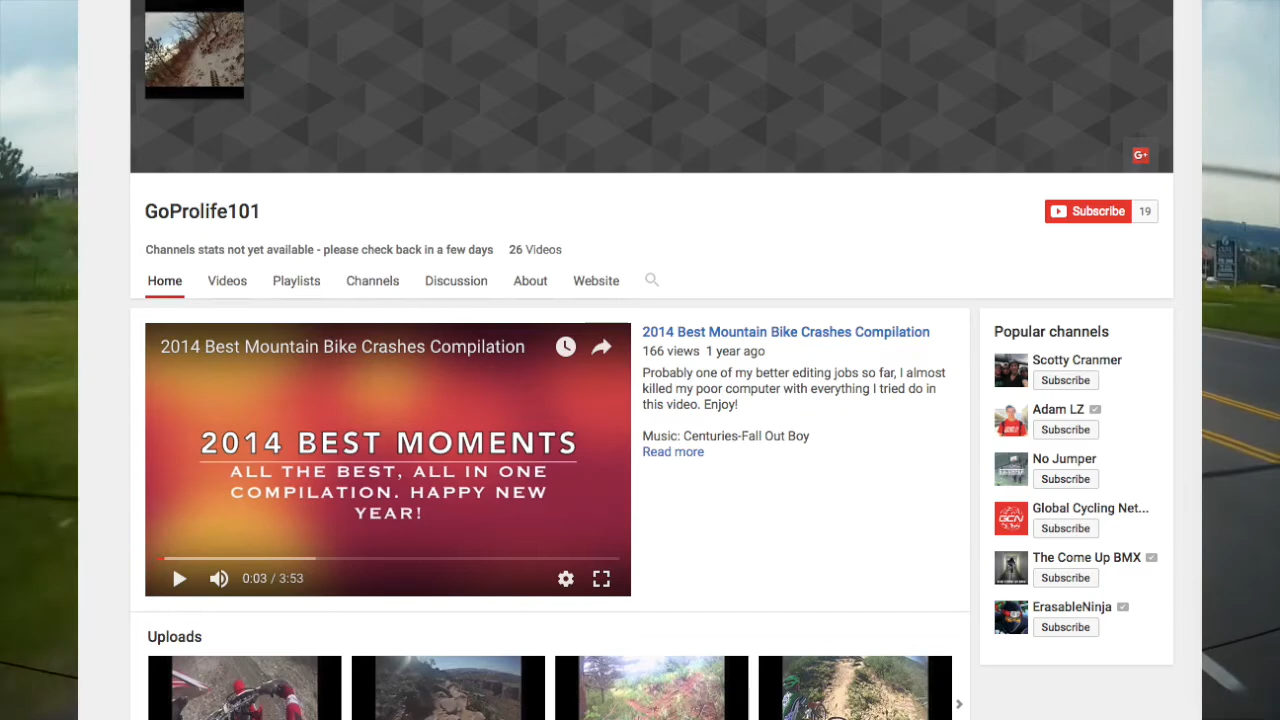 G+
GoProlife101
Subscribe 19
Channels stats not yet available - please check back in a few days 26 Videos
Home Videos Playlists Channels Discussion About Website
2014 Best Mountain Bike Crashes Compilation
2014 BEST MOMENTS
ALL THE BEST, ALL IN ONE
COMPILATION. HAPPY NEW
YEAR!
0:03 / 3:53
2014 Best Mountain Bike Crashes Compilation
166 views 1 year ago
Probably one of my better editing jobs so far, I almost
killed my poor computer with everything I tried do in
this video. Enjoy!
Music: Centuries-Fall Out Boy
Read more
Popular channels
Scotty Cranmer
Subscribe
Adam LZ
Subscribe
No Jumper
Subscribe
GCN
Global Cycling Net...
Subscribe
The Come Up BMX
Subscribe
ErasableNinja
Subscribe
Uploads